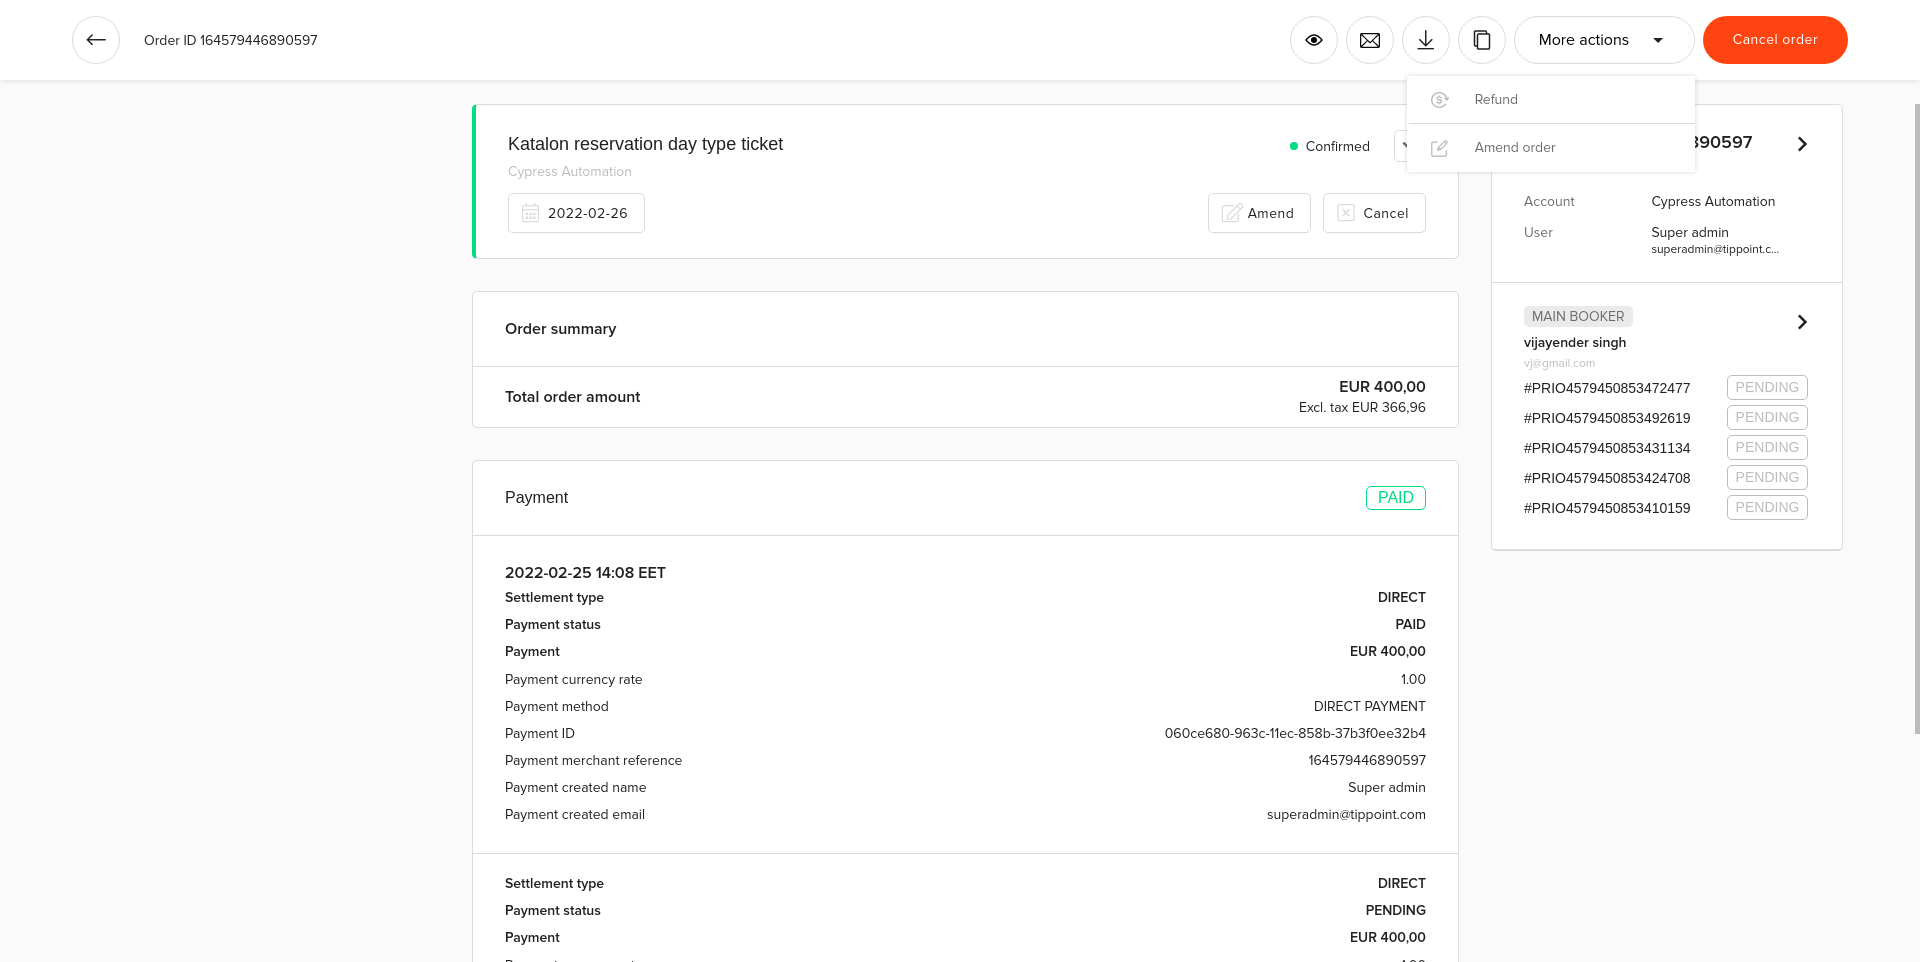 Order ID 164579446890597
More actions
Cancel order
Refund
Amend order
Katalon reservation day type ticket
Confirmed
Cypress Automation
2022-02-26
Amend
Cancel
Order summary
Total order amount
EUR 400,00
Excl. tax EUR 366,96
Payment
PAID
2022-02-25 14:08 EET
Settlement type DIRECT
Payment status PAID
Payment EUR 400,00
Payment currency rate 1.00
Payment method DIRECT PAYMENT
Payment ID 060ce680-963c-11ec-858b-37b3f0ee32b4
Payment merchant reference 164579446890597
Payment created name Super admin
Payment created email superadmin@tippoint.com
Settlement type DIRECT
Payment status PENDING
Payment EUR 400,00
890597
Account Cypress Automation
User Super admin
superadmin@tippoint.c...
MAIN BOOKER
vijayender singh
vj@gmail.com
#PRIO4579450853472477 PENDING
#PRIO4579450853492619 PENDING
#PRIO4579450853431134 PENDING
#PRIO4579450853424708 PENDING
#PRIO4579450853410159 PENDING